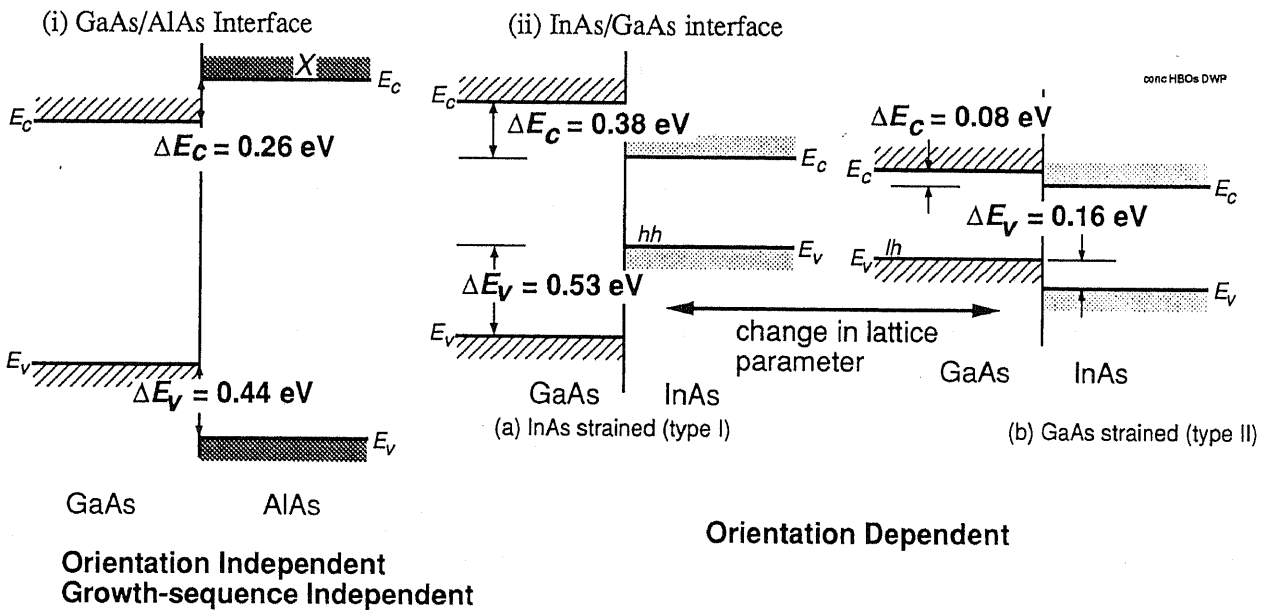 (i) GaAs/AlAs Interface
X
E_c
E_c
ΔE_C = 0.26 eV
E_v
ΔE_V = 0.44 eV
E_v
GaAs AlAs
Orientation Independent
Growth-sequence Independent
(ii) InAs/GaAs interface
E_c
ΔE_C = 0.38 eV
E_c
hh
E_v
ΔE_V = 0.53 eV
E_v
GaAs InAs
(a) InAs strained (type I)
change in lattice
parameter
conc HBOs DWP
ΔE_C = 0.08 eV
E_c
E_c
ΔE_V = 0.16 eV
E_v
lh
E_v
GaAs InAs
(b) GaAs strained (type II)
Orientation Dependent